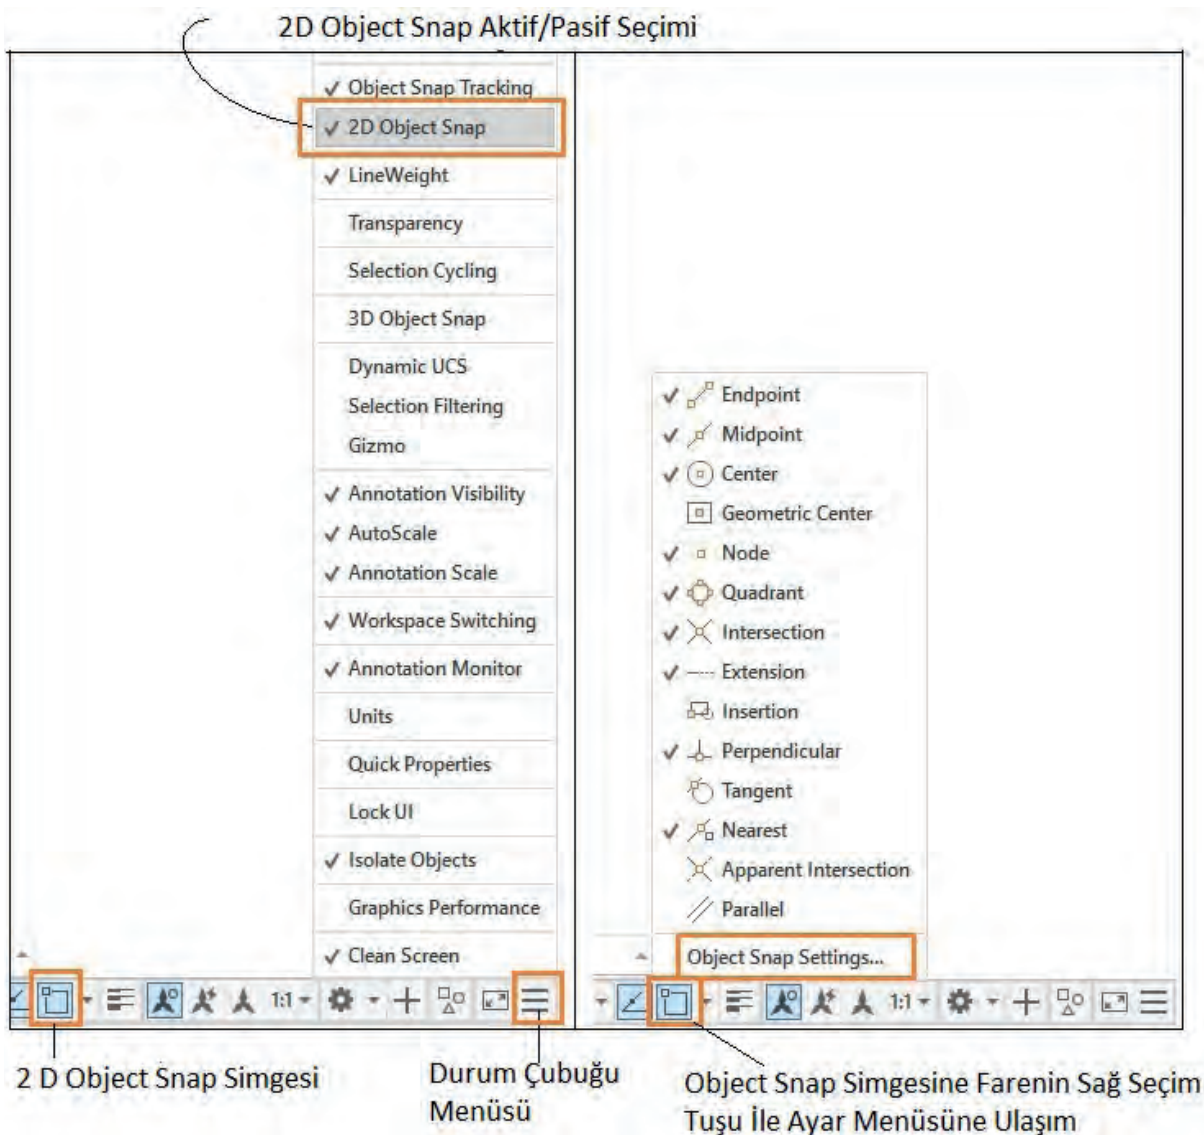 2D Object Snap Aktif/Pasif Seçimi
Object Snap Tracking
2D Object Snap
LineWeight
Transparency
Selection Cycling
3D Object Snap
Dynamic UCS
Selection Filtering
Gizmo
Annotation Visibility
AutoScale
Annotation Scale
Workspace Switching
Annotation Monitor
Units
Quick Properties
Lock UI
Isolate Objects
Graphics Performance
Clean Screen
1:1
Endpoint
Midpoint
Center
Geometric Center
Node
Quadrant
Intersection
Extension
Insertion
Perpendicular
Tangent
Nearest
Apparent Intersection
Parallel
Object Snap Settings...
1:1
2 D Object Snap Simgesi
Durum Çubuğu
Menüsü
Object Snap Simgesine Farenin Sağ Seçim
Tuşu İle Ayar Menüsüne Ulaşım